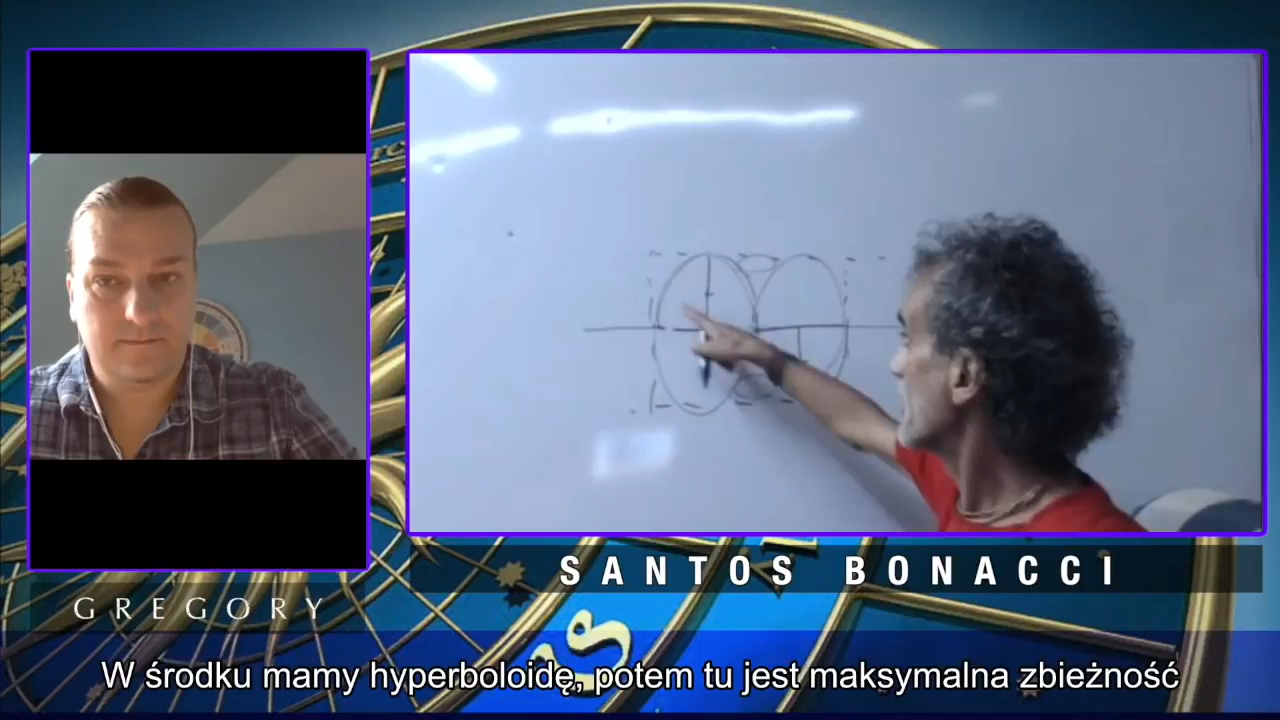 SANTOS BONACCI
GREGORY
W środku mamy hyperboloidę, potem tu jest maksymalna zbieżność